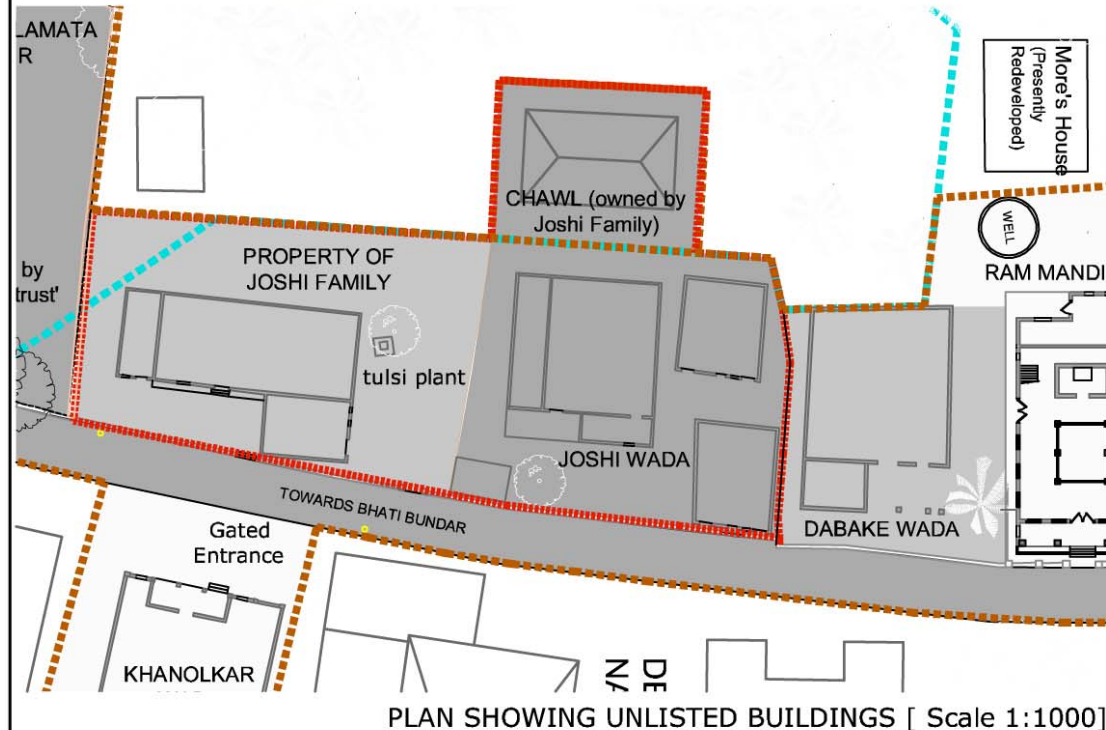 LAMATA
R
More's House
(Presently
Redeveloped)
CHAWL (owned by
Joshi Family)
WELL
PROPERTY OF
JOSHI FAMILY
by
trust'
RAM MANDI
tulsi plant
JOSHI WADA
TOWARDS BHATI BUNDAR
DABAKE WADA
Gated
Entrance
KHANOLKAR
DE
NA
PLAN SHOWING UNLISTED BUILDINGS [ Scale 1:1000]